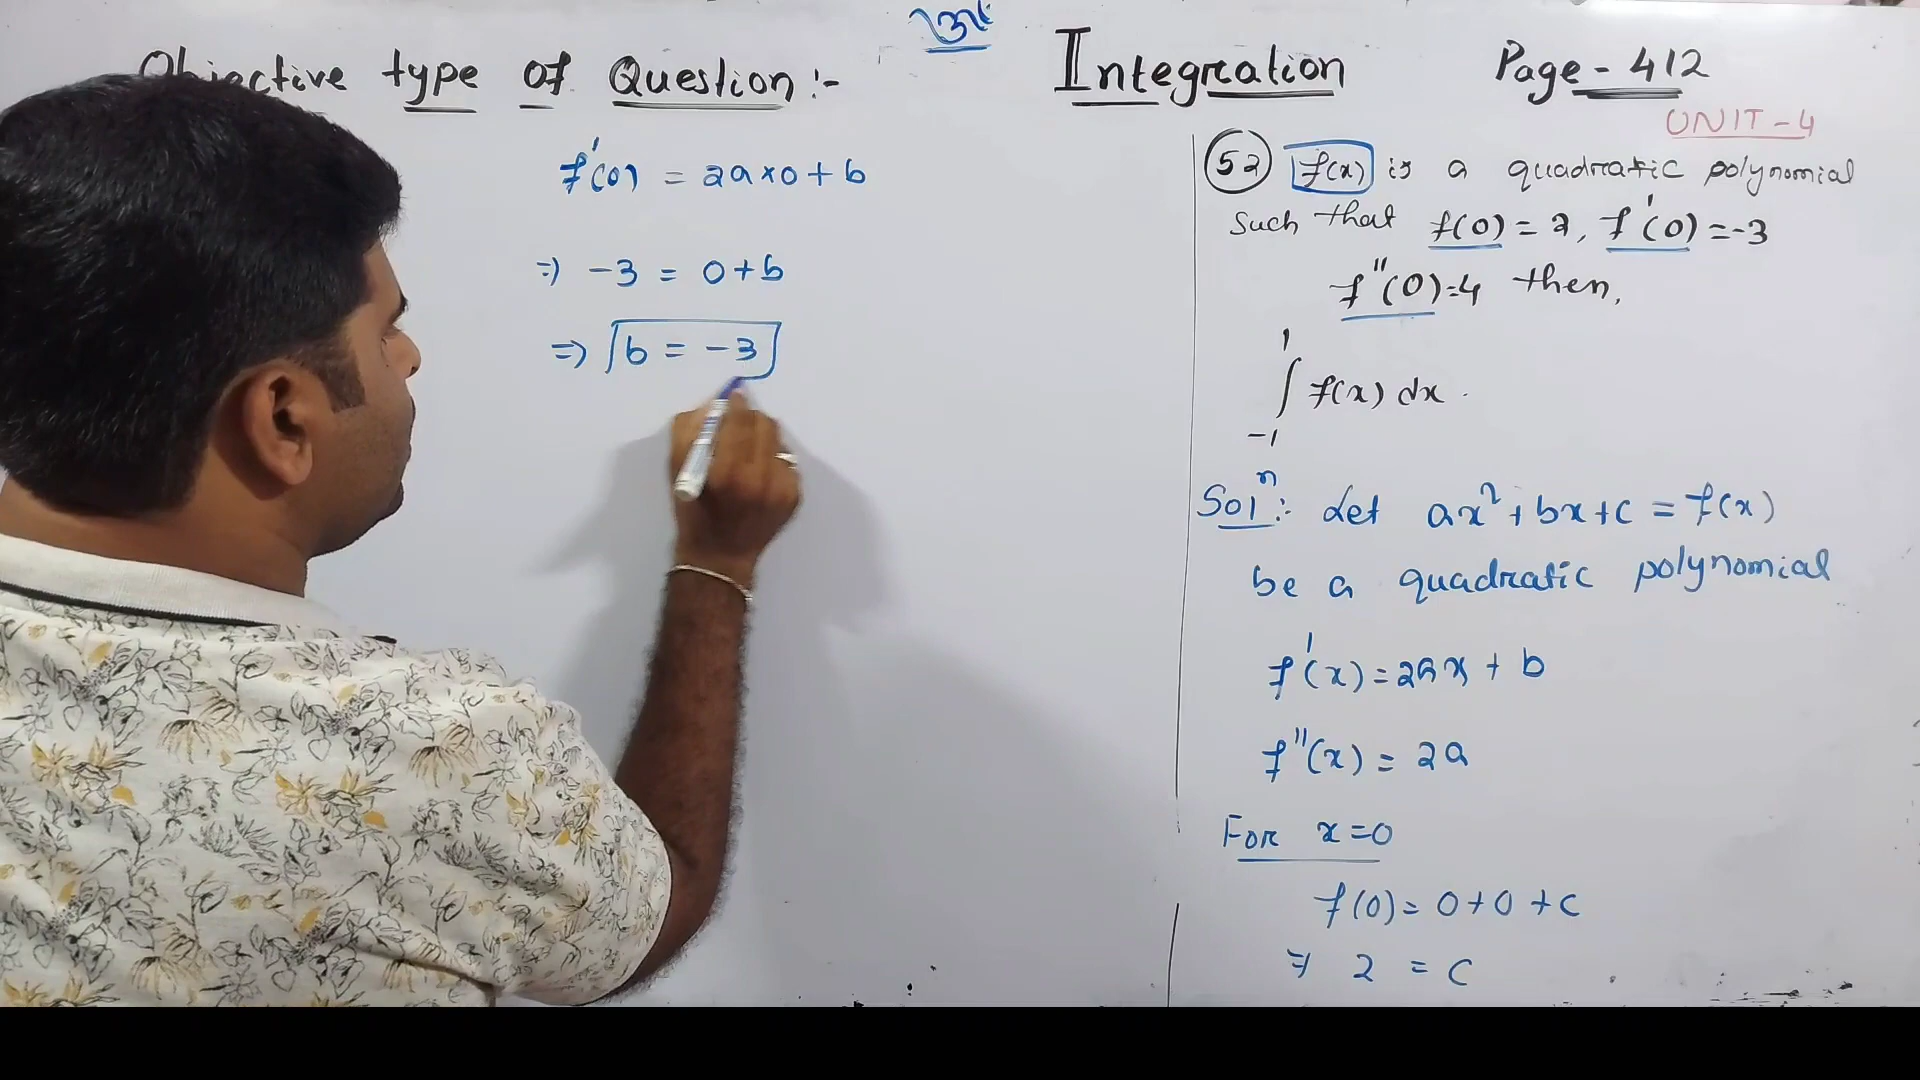 ॐ
Objective type of Question :-
f'(0) = 2a×0+b
⇒ -3 = 0+b
⇒ b = -3
Integration Page - 412
UNIT - 4
52 f(x) is a quadratic polynomial
Such that f(0) = 2, f'(0) = -3
f''(0) = 4 then,
1
∫ f(x) dx .
-1
Solⁿ :- Let ax²+bx+c = f(x)
be a quadratic polynomial
f'(x) = 2ax + b
f''(x) = 2a
For x=0
f(0) = 0+0+c
⇒ 2 = c